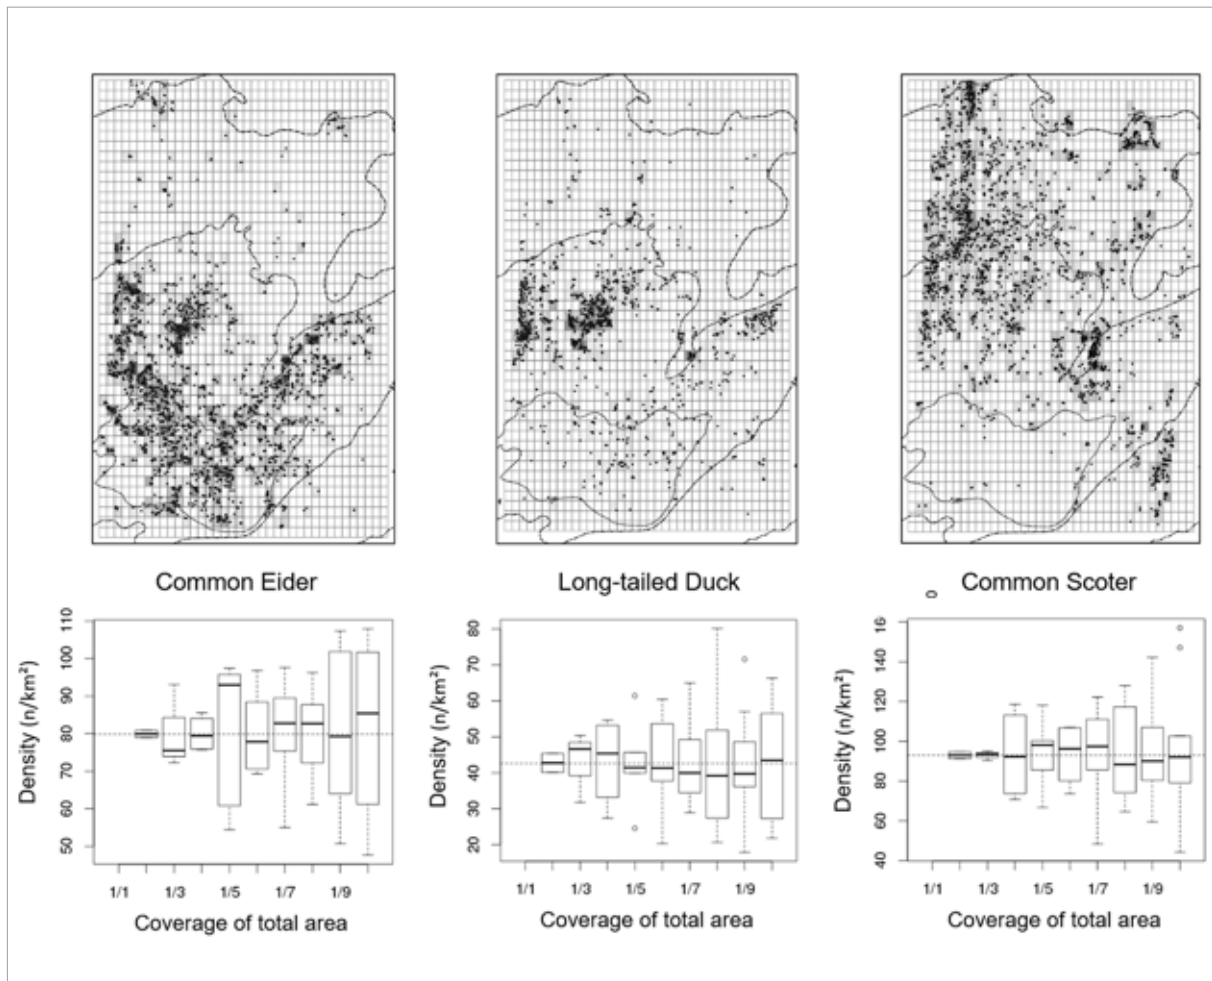 Common Eider
Long-tailed Duck
Common Scoter
Density (n/km²)
110
100
90
80
70
60
50
1/1 1/3 1/5 1/7 1/9
Coverage of total area
Density (n/km²)
80
70
60
50
40
30
20
1/1 1/3 1/5 1/7 1/9
Coverage of total area
Density (n/km²)
16
140
120
100
80
60
40
1/1 1/3 1/5 1/7 1/9
Coverage of total area